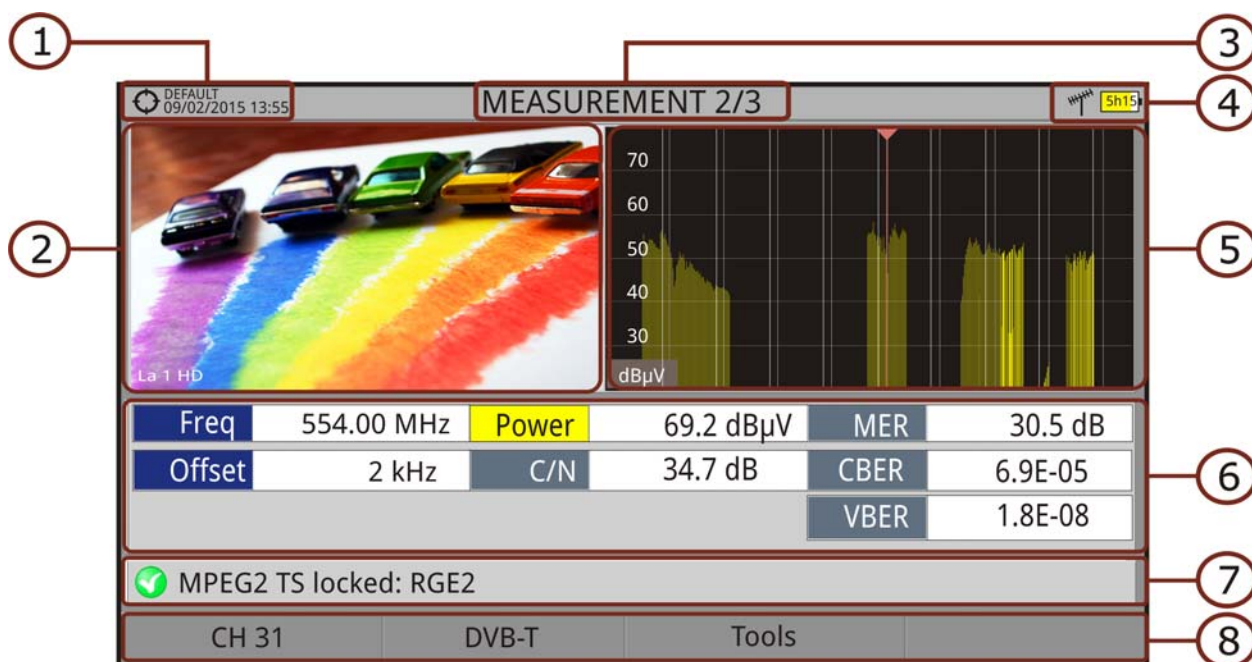 1
3
DEFAULT
09/02/2015 13:55
MEASUREMENT 2/3
5h15
4
2
La 1 HD
70
60
50
40
30
dBµV
5
Freq 554.00 MHz Power 69.2 dBµV MER 30.5 dB
Offset 2 kHz C/N 34.7 dB CBER 6.9E-05
VBER 1.8E-08
6
MPEG2 TS locked: RGE2
7
CH 31 DVB-T Tools
8